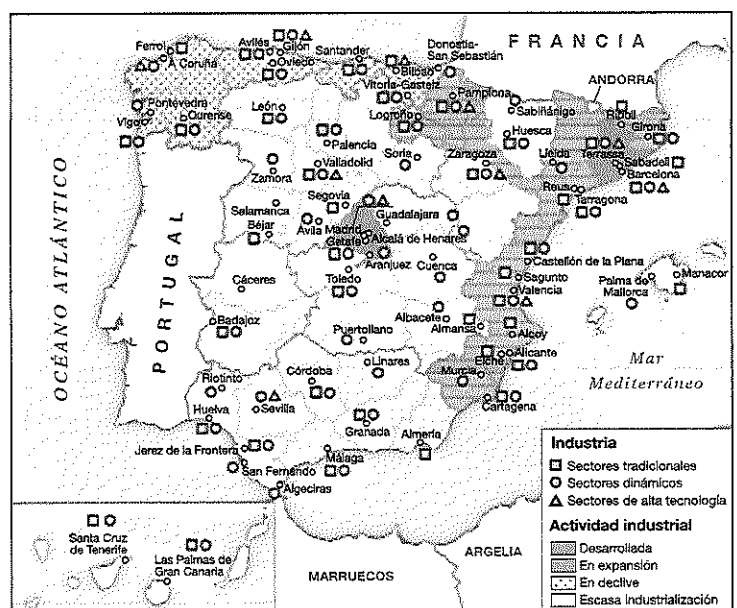 FRANCIA
OCÉANO ATLÁNTICO
PORTUGAL
Mar
Mediterráneo
MARRUECOS
ARGELIA
ANDORRA
Ferrol
A Coruña
Avilés
Gijón
Oviedo
Santander
Bilbao
Donostia-
San Sebastián
Pontevedra
Vigo
Ourense
León
Vitoria-Gasteiz
Pamplona
Logroño
Sabiñánigo
Huesca
Ripoll
Girona
Palencia
Valladolid
Zamora
Soria
Zaragoza
Lleida
Terrassa
Sabadell
Barcelona
Reus
Tarragona
Salamanca
Segovia
Béjar
Ávila
Madrid
Getafe
Guadalajara
Alcalá de Henares
Aranjuez
Cuenca
Toledo
Cáceres
Badajoz
Castellón de la Plana
Sagunto
Valencia
Palma de
Mallorca
Manacor
Albacete
Almansa
Alcoy
Alicante
Elche
Puertollano
Linares
Murcia
Cartagena
Riotinto
Huelva
Sevilla
Córdoba
Granada
Almería
Jerez de la Frontera
San Fernando
Algeciras
Málaga
Santa Cruz
de Tenerife
Las Palmas de
Gran Canaria
Industria
Sectores tradicionales
Sectores dinámicos
Sectores de alta tecnología
Actividad industrial
Desarrollada
En expansión
En declive
Escasa Industrialización